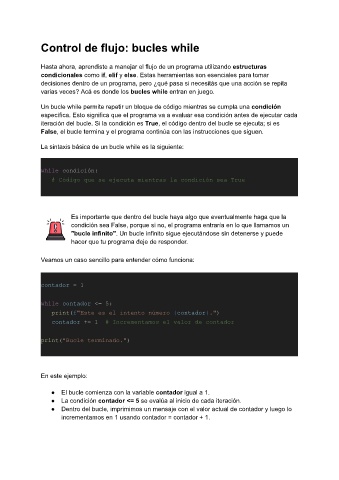 Control de flujo: bucles while
Hasta ahora, aprendiste a manejar el flujo de un programa utilizando estructuras
condicionales como if, elif y else. Estas herramientas son esenciales para tomar
decisiones dentro de un programa, pero ¿qué pasa si necesitás que una acción se repita
varias veces? Acá es donde los bucles while entran en juego.
Un bucle while permite repetir un bloque de código mientras se cumpla una condición
específica. Esto significa que el programa va a evaluar esa condición antes de ejecutar cada
iteración del bucle. Si la condición es True, el código dentro del bucle se ejecuta; si es
False, el bucle termina y el programa continúa con las instrucciones que siguen.
La sintaxis básica de un bucle while es la siguiente:
while condición:
# Código que se ejecuta mientras la condición sea True
Es importante que dentro del bucle haya algo que eventualmente haga que la
condición sea False, porque si no, el programa entraría en lo que llamamos un
"bucle infinito". Un bucle infinito sigue ejecutándose sin detenerse y puede
hacer que tu programa deje de responder.
Veamos un caso sencillo para entender cómo funciona:
contador = 1
while contador <= 5:
print(f"Este es el intento número {contador}.")
contador += 1 # Incrementamos el valor de contador
print("Bucle terminado.")
En este ejemplo:
● El bucle comienza con la variable contador igual a 1.
● La condición contador <= 5 se evalúa al inicio de cada iteración.
● Dentro del bucle, imprimimos un mensaje con el valor actual de contador y luego lo
incrementamos en 1 usando contador = contador + 1.